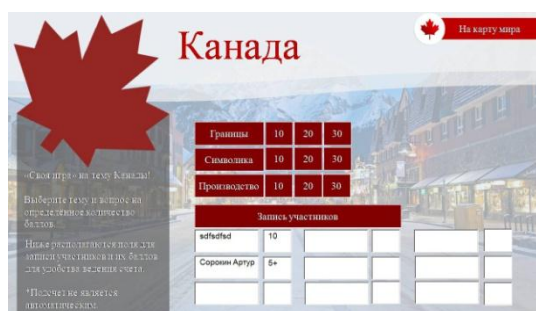 Канада
На карту мира
Границы 10 20 30
Символика 10 20 30
Производство 10 20 30
«Своя игра» на тему Канады!
Выберите тему и вопрос на
определенное количество
баллов.
Ниже располагаются поля для
записи участников и их баллов
для удобства ведения счета.
*Подсчет не является
автоматическим
Запись участников
sdfsdfsd 10
Сорокин Артур 5+